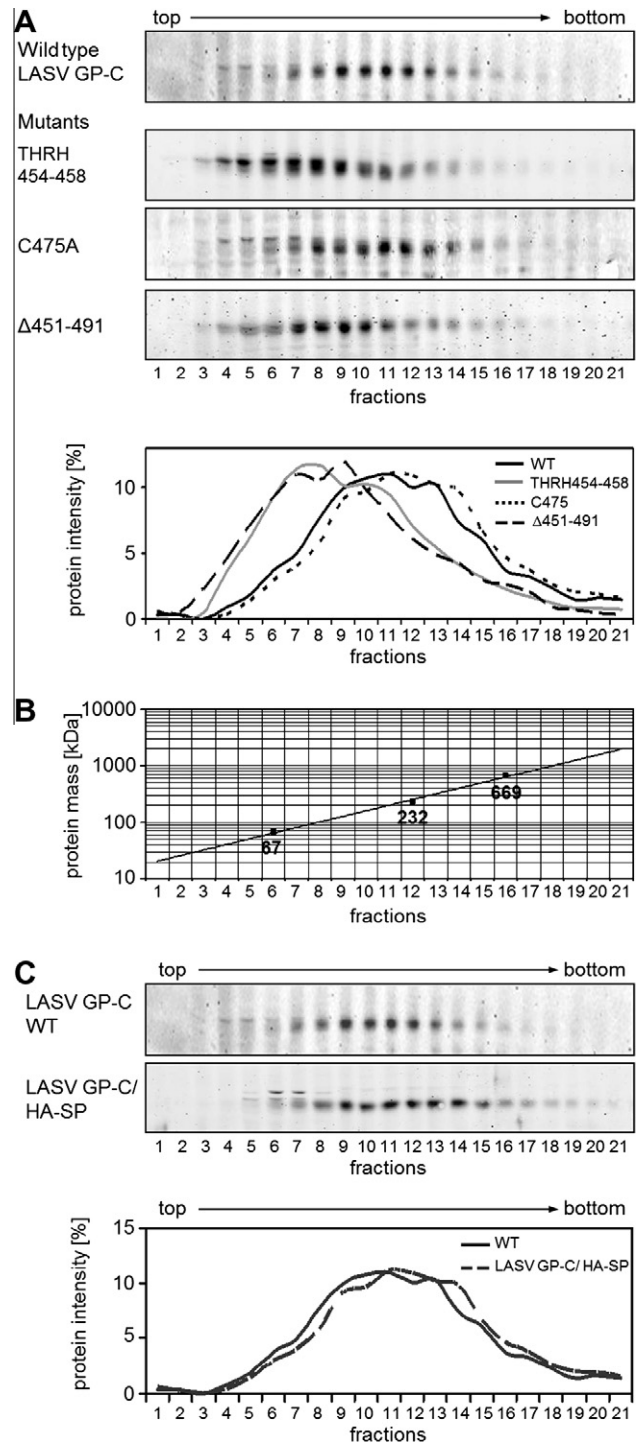 A
top bottom
Wild type
LASV GP-C
Mutants
THRH
454-458
C475A
Δ451-491
1 2 3 4 5 6 7 8 9 10 11 12 13 14 15 16 17 18 19 20 21
fractions
protein intensity [%]
10
5
0
WT
THRH454-458
C475
Δ451-491
1 2 3 4 5 6 7 8 9 10 11 12 13 14 15 16 17 18 19 20 21
fractions
B
protein mass [kDa]
10000
1000
100
10
67
232
669
1 2 3 4 5 6 7 8 9 10 11 12 13 14 15 16 17 18 19 20 21
fractions
C
top bottom
LASV GP-C
WT
LASV GP-C/
HA-SP
1 2 3 4 5 6 7 8 9 10 11 12 13 14 15 16 17 18 19 20 21
fractions
top bottom
protein intensity [%]
15
10
5
0
WT
LASV GP-C/ HA-SP
1 2 3 4 5 6 7 8 9 10 11 12 13 14 15 16 17 18 19 20 21
fractions